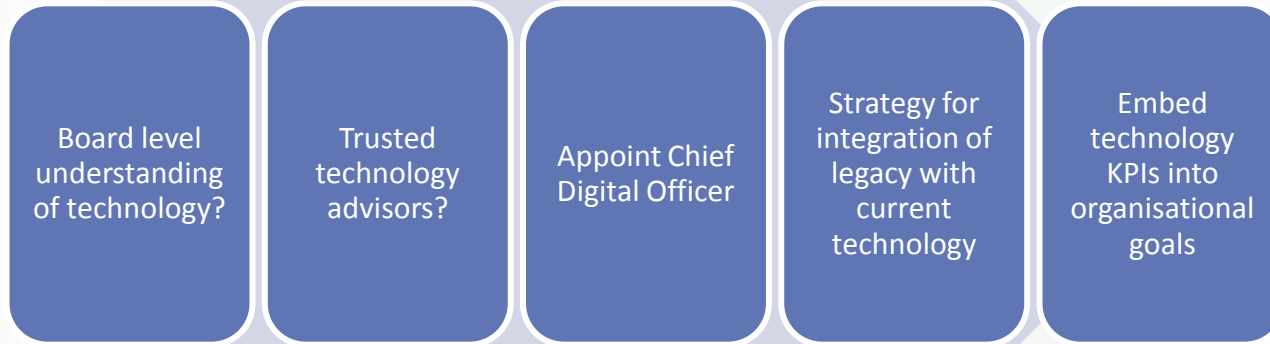 Board level
understanding
of technology?
Trusted
technology
advisors?
Appoint Chief
Digital Officer
Strategy for
integration of
legacy with
current
technology
Embed
technology
KPIs into
organisational
goals